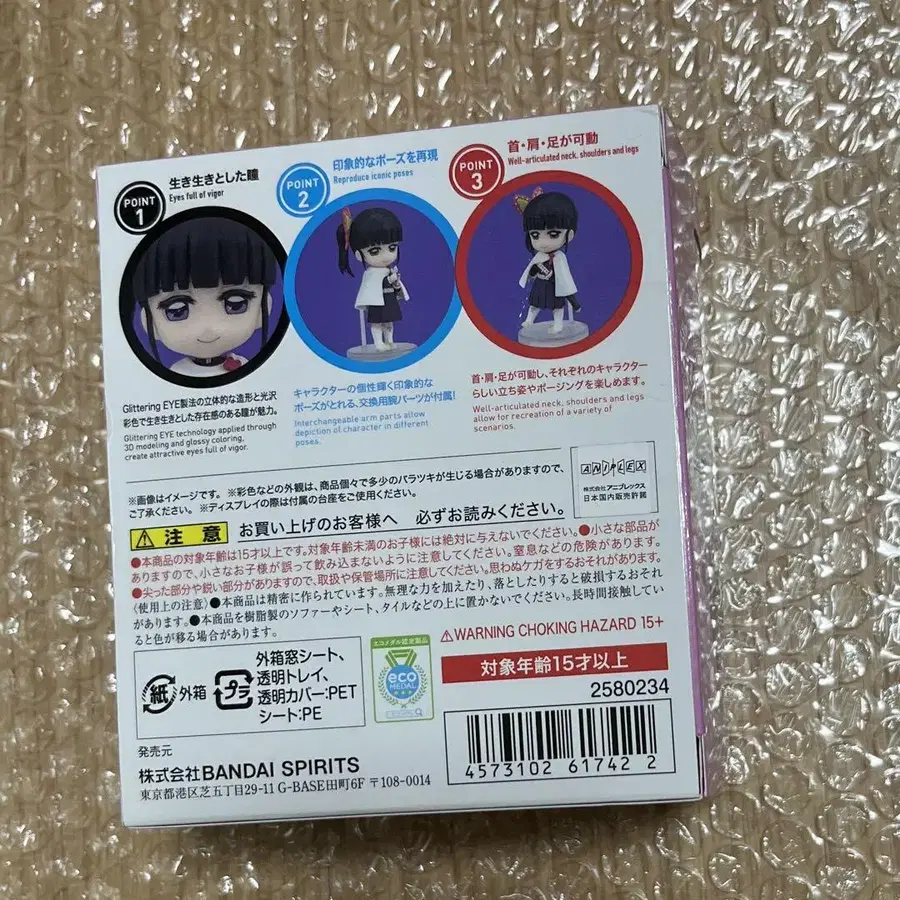 POINT
1
生き生きとした瞳
Eyes full of vigor
POINT
2
印象的なポーズを再現
Reproduce iconic poses
POINT
3
首・肩・足が可動
Well-articulated neck, shoulders and legs
Glittering EYE製法の立体的な造形と光沢
彩色で生き生きとした存在感のある瞳が魅力。
Glittering EYE technology applied through
3D modeling and glossy coloring,
create attractive eyes full of vigor.
キャラクターの個性輝く印象的な
ポーズがとれる、交換用腕パーツが付属!
Interchangeable arm parts allow
depiction of character in different
poses.
首・肩・足が可動し、それぞれのキャラクター
らしい立ち姿やポージングを楽しめます。
Well-articulated neck, shoulders and legs
allow for recreation of a variety of
scenarios.
※画像はイメージです。 ※彩色などの外観は、商品個々で多少のバラツキが生じる場合がありますので、
ご了承ください。 ※ディスプレイの際は付属の台座をご使用ください。
ANIPLEX
株式会社アニプレックス
日本国内販売許諾
注意 お買い上げのお客様へ 必ずお読みください。
●本商品の対象年齢は15才以上です。対象年齢未満のお子様には絶対に与えないでください。●小さな部品が
ありますので、小さなお子様が誤って飲み込まないように注意してください。窒息などの危険があります。
●尖った部分や鋭い部分がありますので、取扱や保管場所に注意してください。思わぬケガをするおそれがあります。
〈使用上の注意〉●本商品は精密に作られています。無理な力を加えたり、落としたりすると破損するおそれ
があります。●本商品を樹脂製のソファーやシート、タイルなどの上に置かないでください。長時間接触してい
ると色が移る場合があります。
⚠WARNING CHOKING HAZARD 15+
対象年齢15才以上
紙 外箱
プラ
外箱窓シート、
透明トレイ、
透明カバー:PET
シート:PE
エコメダル認定製品
eco
MEDAL
2580234
4573102 61742 2
発売元
株式会社BANDAI SPIRITS
東京都港区芝五丁目29-11 G-BASE田町6F 〒108-0014